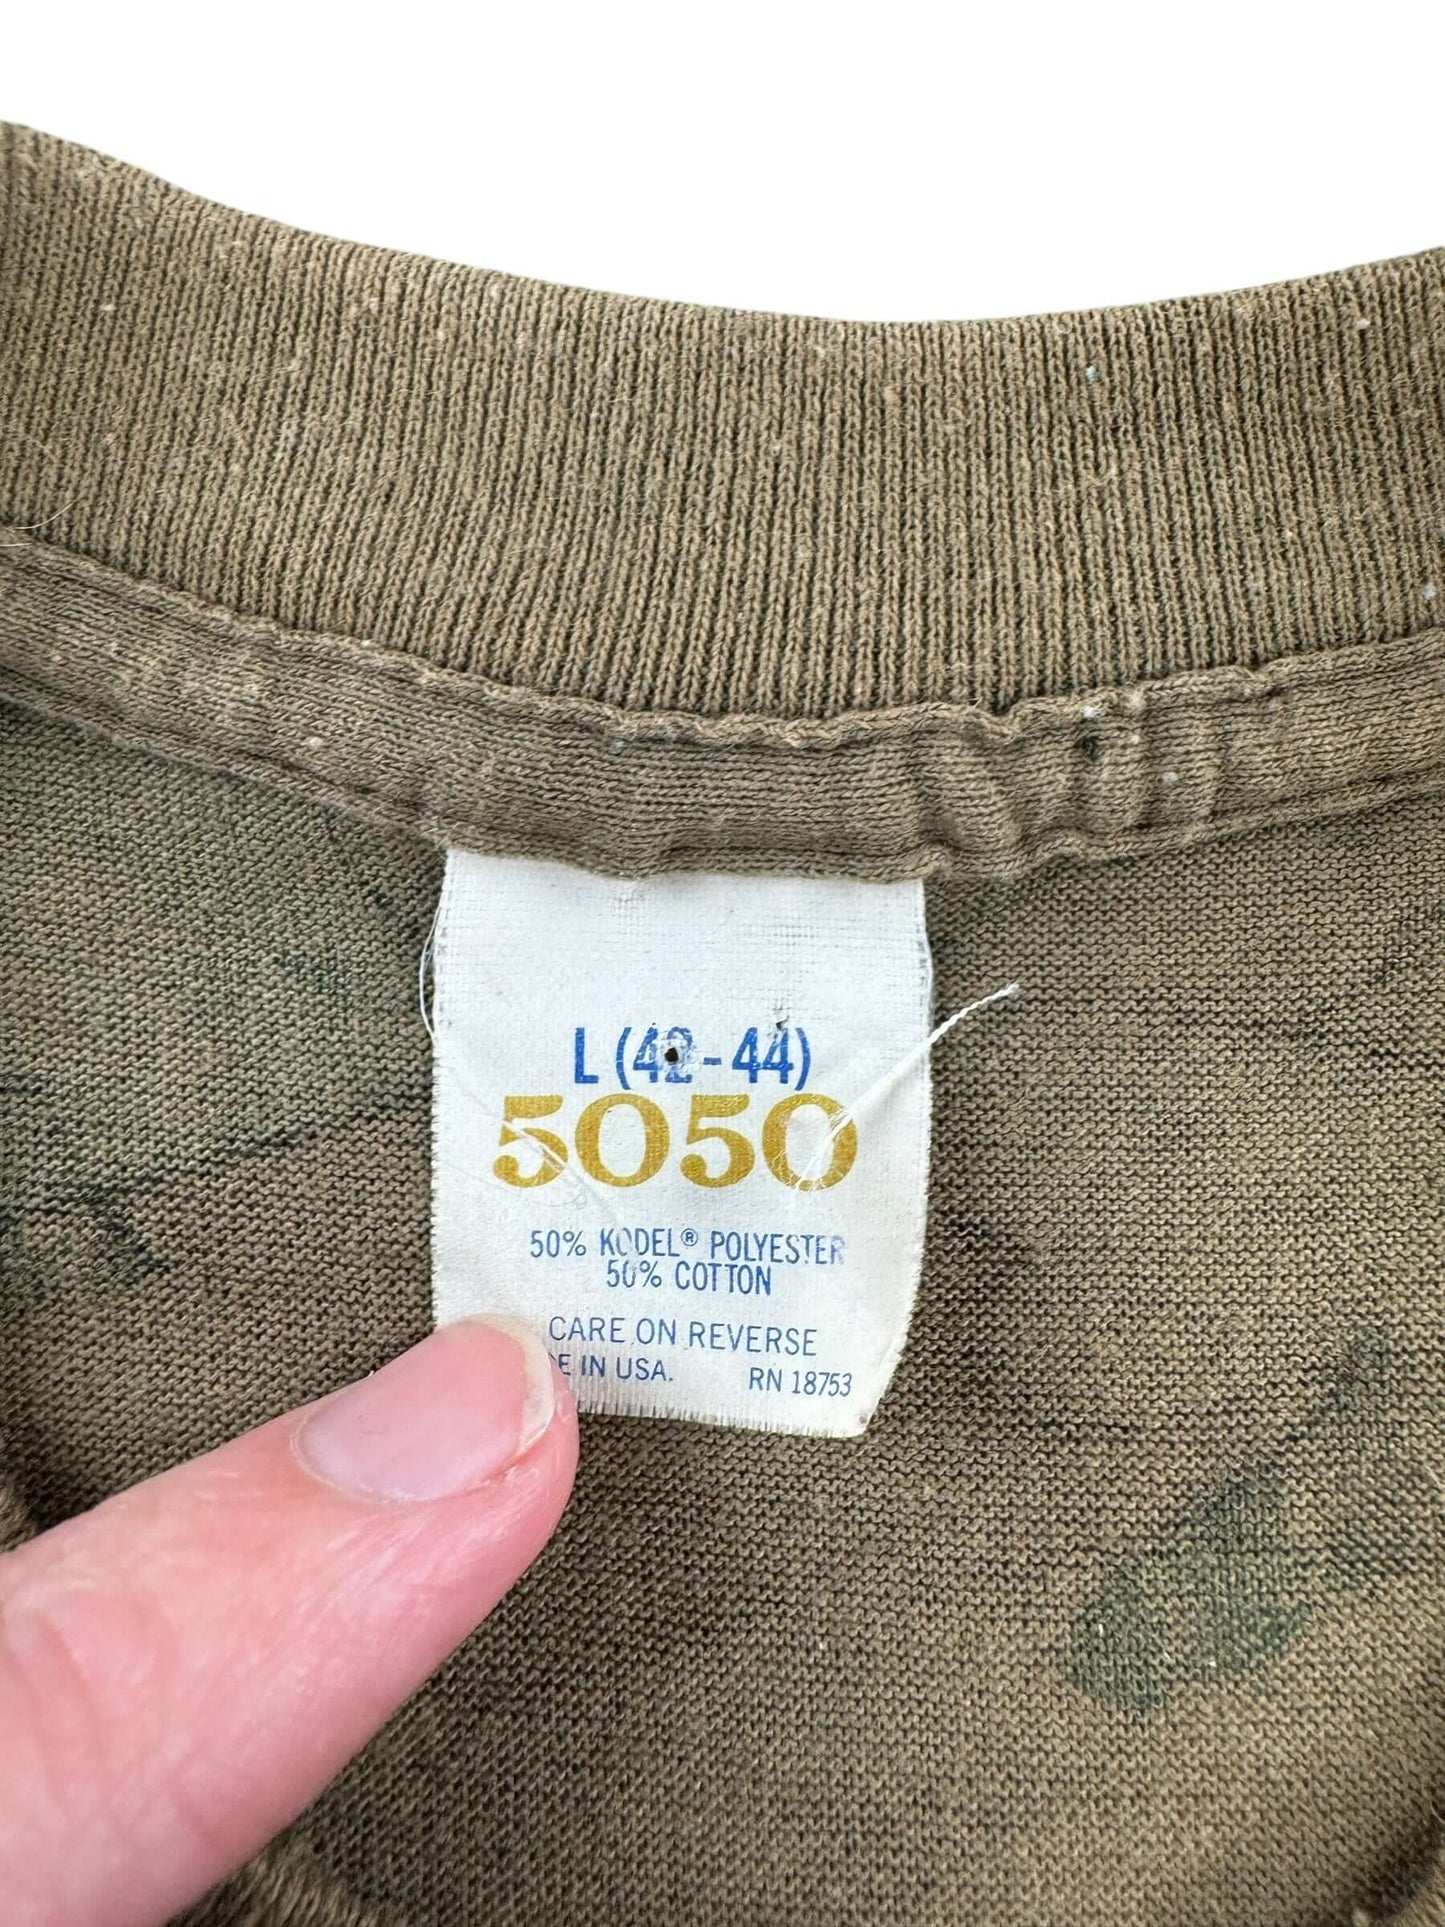 L (42-44)
5050
50% KODEL® POLYESTER
50% COTTON
CARE ON REVERSE
IN USA. RN 18753